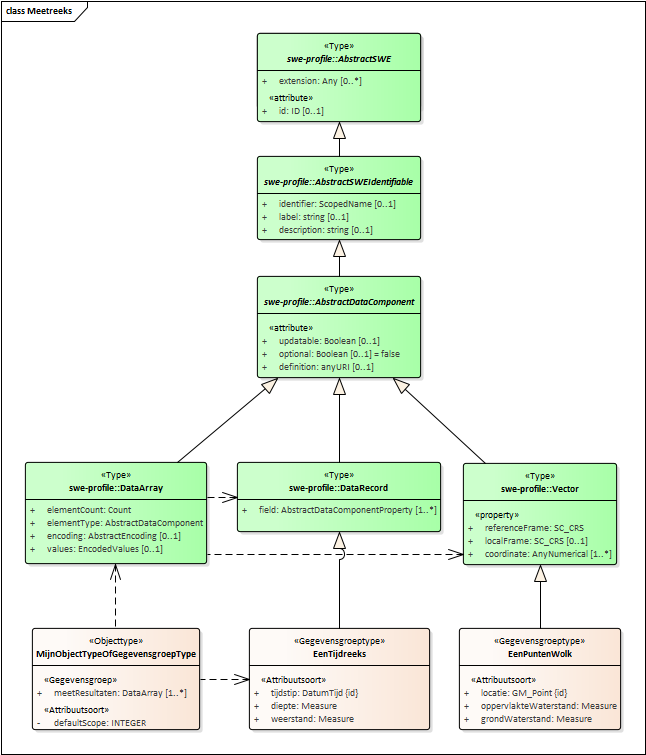 class Meetreeks
«Type»
swe-profile::AbstractSWE
+ extension: Any [0..*]
«attribute»
+ id: ID [0..1]
«Type»
swe-profile::AbstractSWEIdentifiable
+ identifier: ScopedName [0..1]
+ label: string [0..1]
+ description: string [0..1]
«Type»
swe-profile::AbstractDataComponent
«attribute»
+ updatable: Boolean [0..1]
+ optional: Boolean [0..1] = false
+ definition: anyURI [0..1]
«Type»
swe-profile::DataArray
+ elementCount: Count
+ elementType: AbstractDataComponent
+ encoding: AbstractEncoding [0..1]
+ values: EncodedValues [0..1]
«Type»
swe-profile::DataRecord
+ field: AbstractDataComponentProperty [1..*]
«Type»
swe-profile::Vector
«property»
+ referenceFrame: SC_CRS
+ localFrame: SC_CRS [0..1]
+ coordinate: AnyNumerical [1..*]
«Objecttype»
MijnObjectTypeOfGegevensgroepType
«Gegevensgroep»
+ meetResultaten: DataArray [1..*]
«Attribuutsoort»
- defaultScope: INTEGER
«Gegevensgroeptype»
EenTijdreeks
«Attribuutsoort»
+ tijdstip: DatumTijd {id}
+ diepte: Measure
+ weerstand: Measure
«Gegevensgroeptype»
EenPuntenWolk
«Attribuutsoort»
+ locatie: GM_Point {id}
+ oppervlakteWaterstand: Measure
+ grondWaterstand: Measure